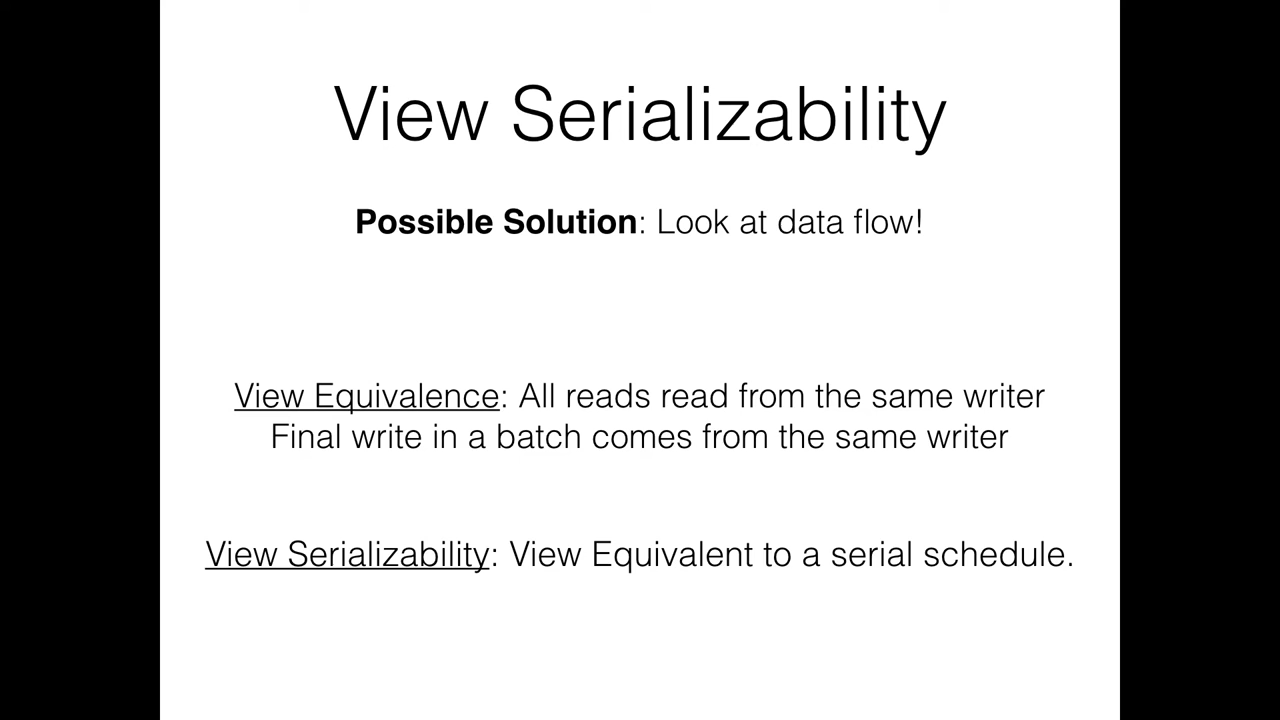 View Serializability
Possible Solution: Look at data flow!
View Equivalence: All reads read from the same writer
Final write in a batch comes from the same writer
View Serializability: View Equivalent to a serial schedule.